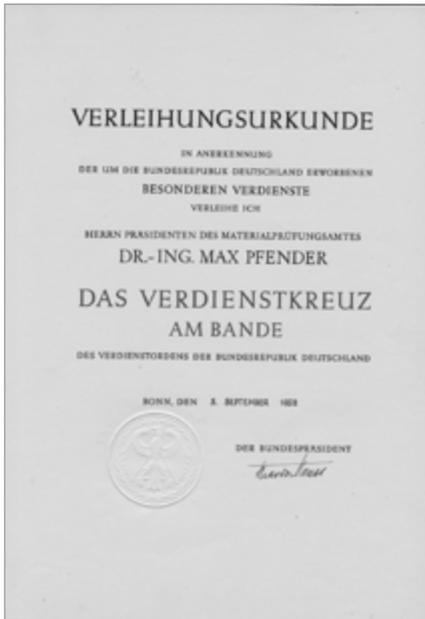 VERLEIHUNGSURKUNDE
IN ANERKENNUNG
DER UM DIE BUNDESREPUBLIK DEUTSCHLAND ERWORBENEN
BESONDEREN VERDIENSTE
VERLEIHE ICH
HERRN PRÄSIDENTEN DES MATERIALPRÜFUNGSAMTES
DR.-ING. MAX PFENDER
DAS VERDIENSTKREUZ
AM BANDE
DES VERDIENSTORDENS DER BUNDESREPUBLIK DEUTSCHLAND
BONN, DEN SEPTEMBER
DER BUNDESPRÄSIDENT